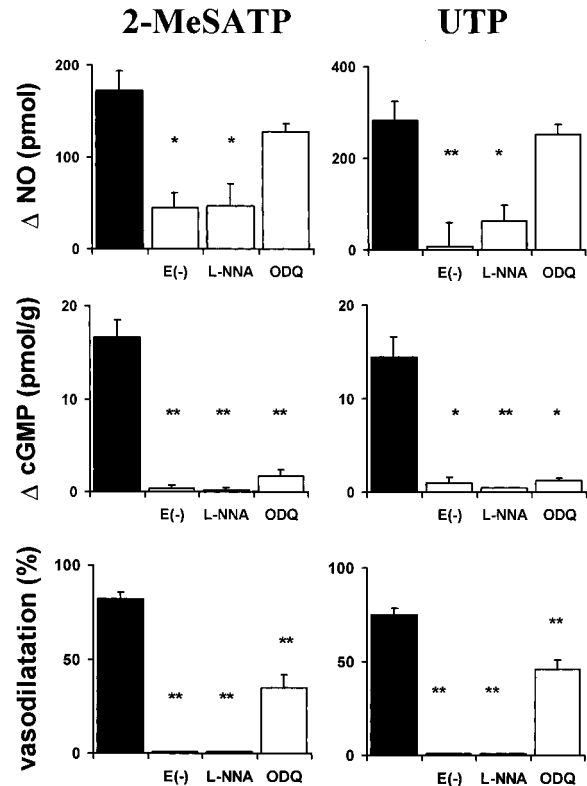 2-MeSATP UTP
Δ NO (pmol)
200
100
0
* *
E(-) L-NNA ODQ
400
200
0
** *
E(-) L-NNA ODQ
Δ cGMP (pmol/g)
20
10
0
** ** **
E(-) L-NNA ODQ
20
10
0
* ** *
E(-) L-NNA ODQ
vasodilatation (%)
100
50
0
** ** **
E(-) L-NNA ODQ
100
50
0
** ** **
E(-) L-NNA ODQ